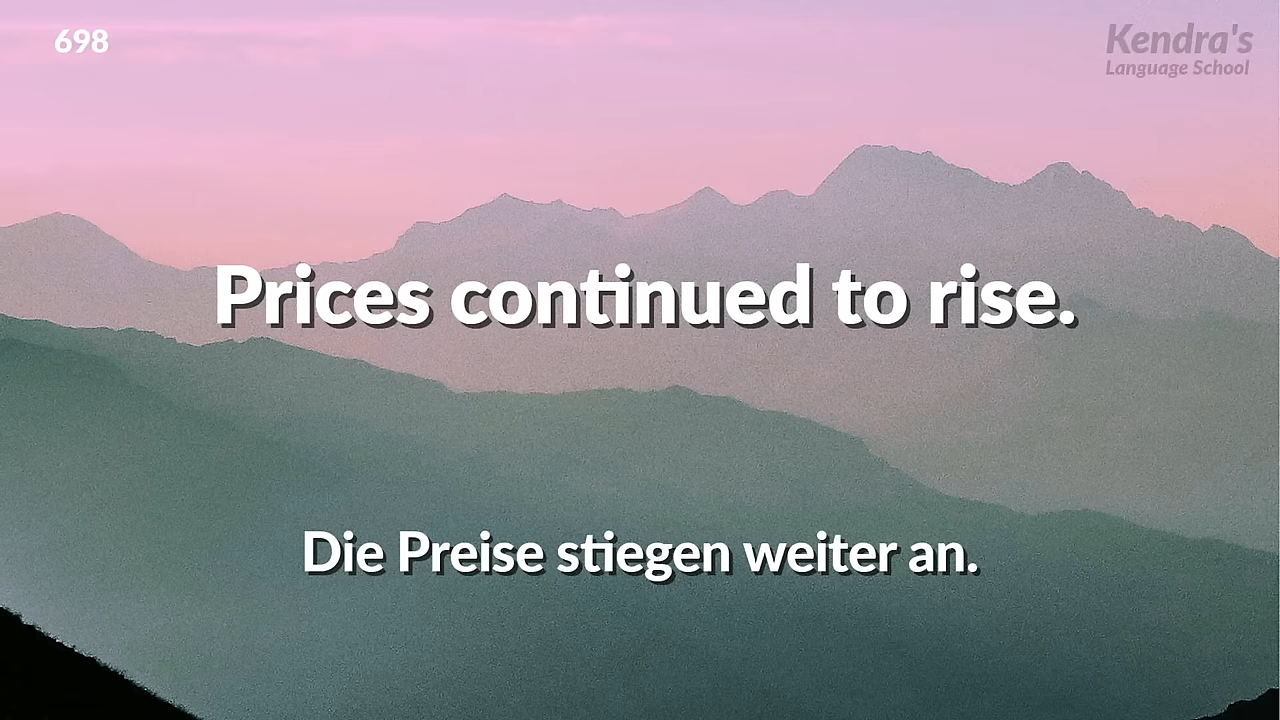 698
Kendra's
Language School
Prices continued to rise.
Die Preise stiegen weiter an.